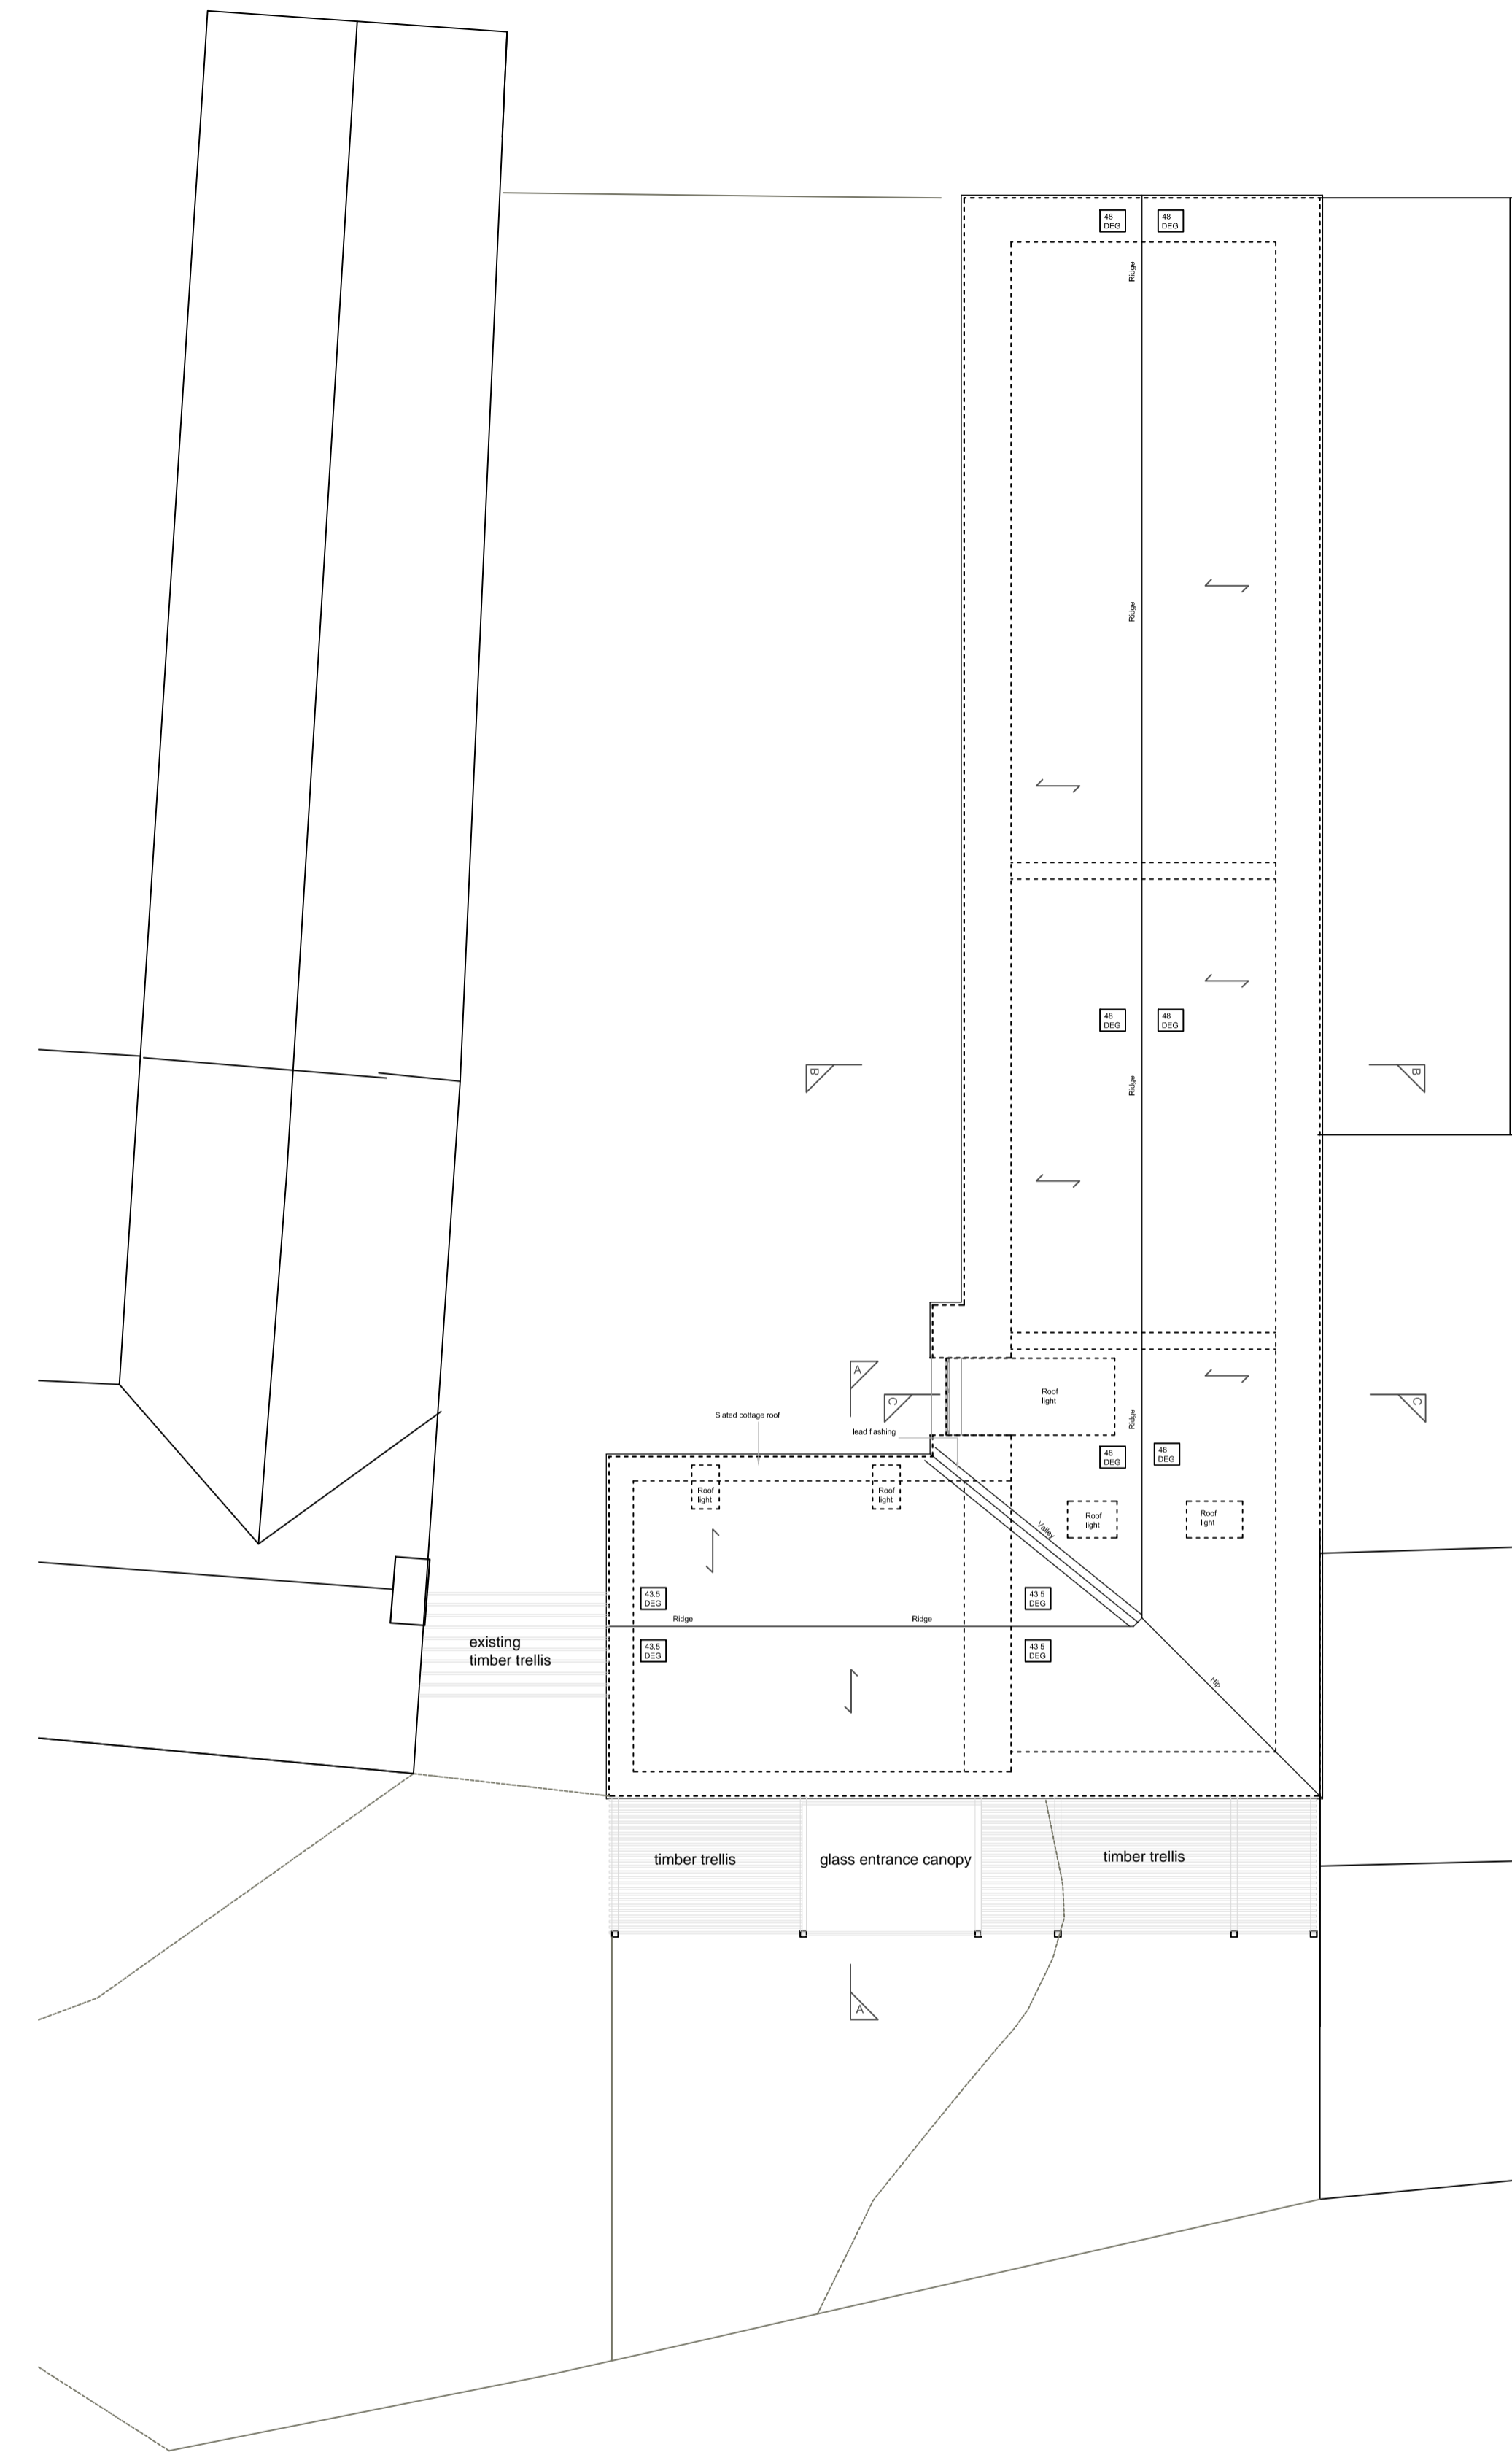 48
DEG
48
DEG
Ridge
Ridge
48
DEG
48
DEG
B
B
Ridge
A
Roof
light
C
C
Slated cottage roof
Ridge
lead flashing
48
DEG
48
DEG
Roof
light
Roof
light
Roof
light
Roof
light
Valley
43.5
DEG
43.5
DEG
Ridge
Ridge
existing
timber trellis
43.5
DEG
43.5
DEG
Hip
timber trellis
glass entrance canopy
timber trellis
A